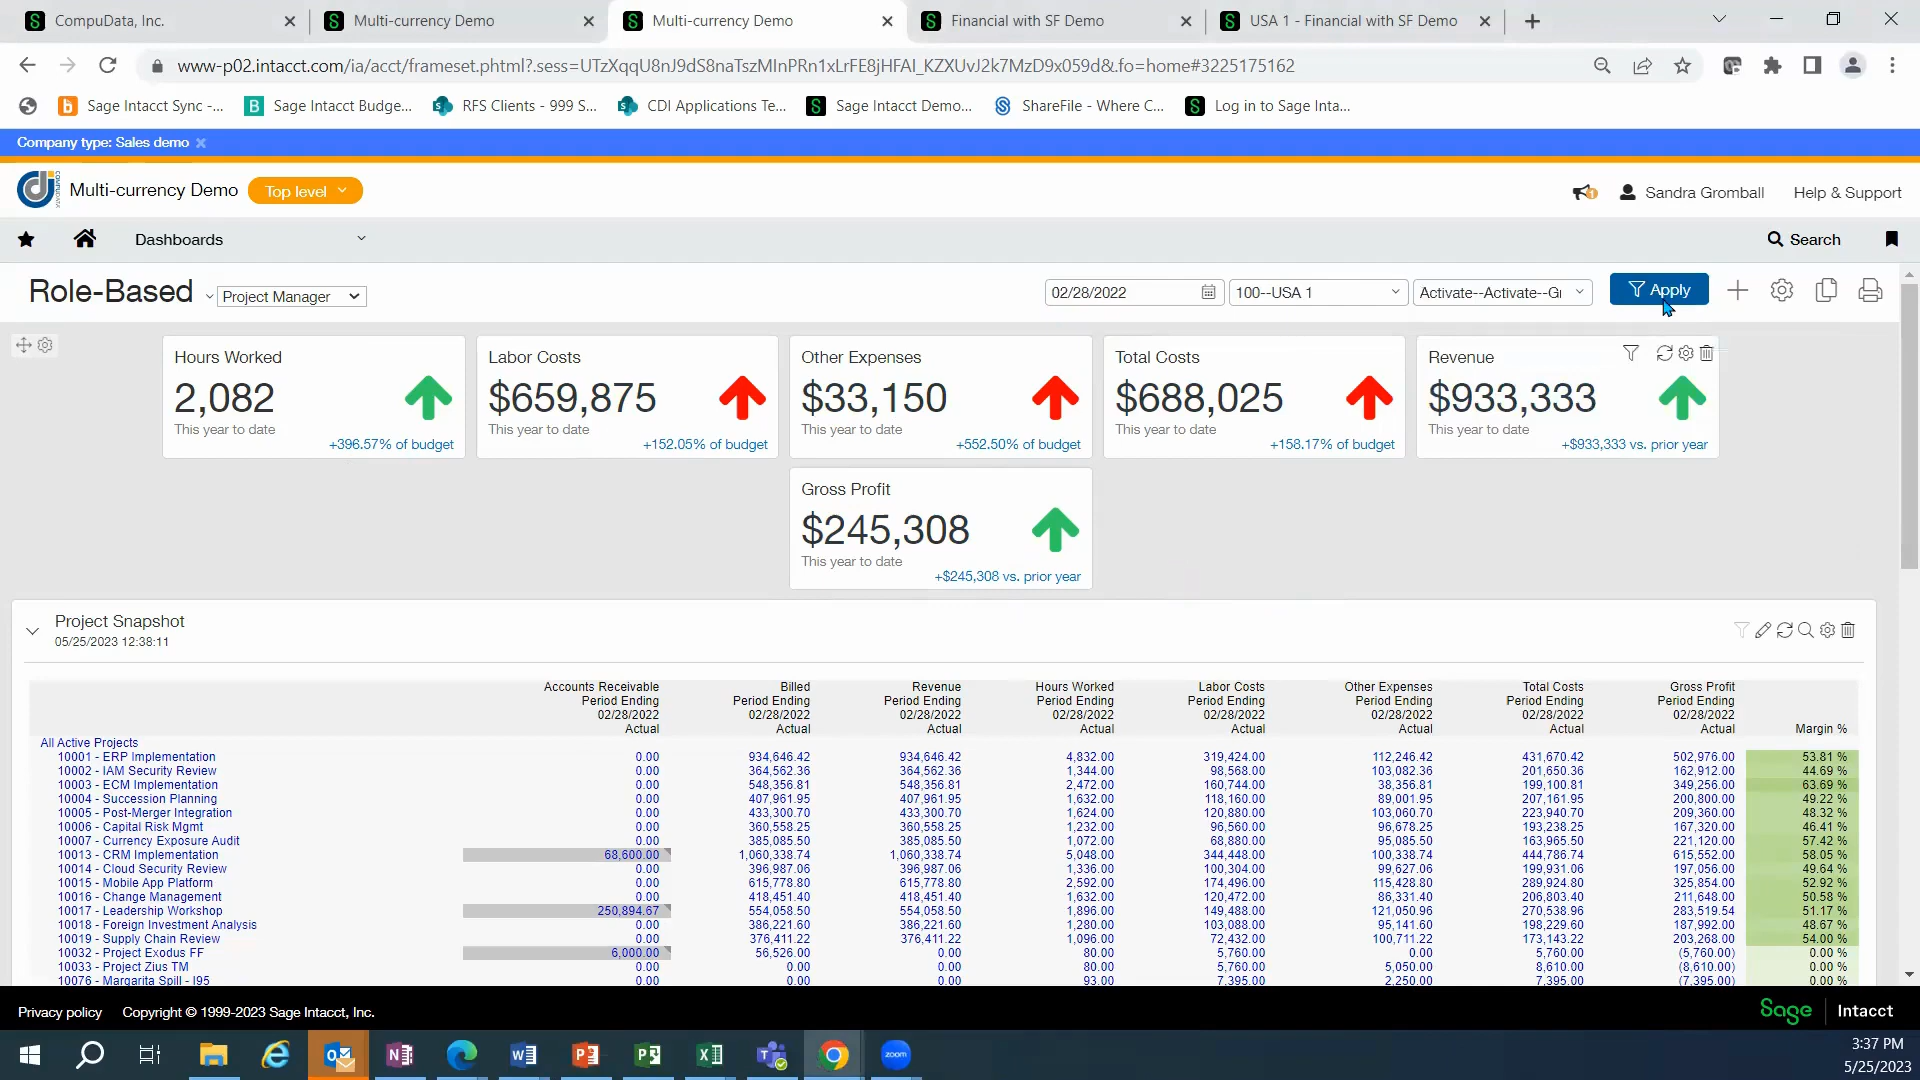 CompuData, Inc.
Multi-currency Demo
Multi-currency Demo
Financial with SF Demo
USA 1 - Financial with SF Demo
www-p02.intacct.com/ia/acct/frameset.phtml?.sess=UTzXqqU8nJ9dS8naTszMInPRn1xLrFE8jHFAI_KZXUvJ2k7MzD9x059d&.fo=home#3225175162
Sage Intacct Sync -...
Sage Intacct Budge...
RFS Clients - 999 S...
CDI Applications Te...
Sage Intacct Demo...
ShareFile - Where C...
Log in to Sage Inta...
Company type: Sales demo
Multi-currency Demo
Top level
Sandra Gromball
Help & Support
Dashboards
Search
Role-Based
Project Manager
02/28/2022
100--USA 1
Activate--Activate--Gr
Apply
Hours Worked
2,082
This year to date
+396.57% of budget
Labor Costs
$659,875
This year to date
+152.05% of budget
Other Expenses
$33,150
This year to date
+552.50% of budget
Total Costs
$688,025
This year to date
+158.17% of budget
Revenue
$933,333
This year to date
+$933,333 vs. prior year
Gross Profit
$245,308
This year to date
+$245,308 vs. prior year
Project Snapshot
05/25/2023 12:38:11
Accounts Receivable Billed Revenue Hours Worked Labor Costs Other Expenses Total Costs Gross Profit
Period Ending Period Ending Period Ending Period Ending Period Ending Period Ending Period Ending Period Ending
02/28/2022 02/28/2022 02/28/2022 02/28/2022 02/28/2022 02/28/2022 02/28/2022 02/28/2022
Actual Actual Actual Actual Actual Actual Actual Actual Margin %
All Active Projects
10001 - ERP Implementation 0.00 934,646.42 934,646.42 4,832.00 319,424.00 112,246.42 431,670.42 502,976.00 53.81 %
10002 - IAM Security Review 0.00 364,562.36 364,562.36 1,344.00 98,568.00 103,082.36 201,650.36 162,912.00 44.69 %
10003 - ECM Implementation 0.00 548,356.81 548,356.81 2,472.00 160,744.00 38,356.81 199,100.81 349,256.00 63.69 %
10004 - Succession Planning 0.00 407,961.95 407,961.95 1,632.00 118,160.00 89,001.95 207,161.95 200,800.00 49.22 %
10005 - Post-Merger Integration 0.00 433,300.70 433,300.70 1,624.00 120,880.00 103,060.70 223,940.70 209,360.00 48.32 %
10006 - Capital Risk Mgmt 0.00 360,558.25 360,558.25 1,232.00 96,560.00 96,678.25 193,238.25 167,320.00 46.41 %
10007 - Currency Exposure Audit 0.00 385,085.50 385,085.50 1,072.00 68,880.00 95,085.50 163,965.50 221,120.00 57.42 %
10013 - CRM Implementation 68,600.00 1,060,338.74 1,060,338.74 5,048.00 344,448.00 100,338.74 444,786.74 615,552.00 58.05 %
10014 - Cloud Security Review 0.00 396,987.06 396,987.06 1,336.00 100,304.00 99,627.06 199,931.06 197,056.00 49.64 %
10015 - Mobile App Platform 0.00 615,778.80 615,778.80 2,592.00 174,496.00 115,428.80 289,924.80 325,854.00 52.92 %
10016 - Change Management 0.00 418,451.40 418,451.40 1,632.00 120,472.00 86,331.40 206,803.40 211,648.00 50.58 %
10017 - Leadership Workshop 250,894.67 554,058.50 554,058.50 1,896.00 149,488.00 121,050.96 270,538.96 283,519.54 51.17 %
10018 - Foreign Investment Analysis 0.00 386,221.60 386,221.60 1,280.00 103,088.00 95,141.60 198,229.60 187,992.00 48.67 %
10019 - Supply Chain Review 0.00 376,411.22 376,411.22 1,096.00 72,432.00 100,711.22 173,143.22 203,268.00 54.00 %
10032 - Project Exodus FF 6,000.00 56,526.00 0.00 80.00 5,760.00 0.00 5,760.00 (5,760.00) 0.00 %
10033 - Project Zius TM 0.00 0.00 0.00 80.00 5,760.00 5,050.00 8,610.00 (8,610.00) 0.00 %
10076 - Margarita Spill - I95 0.00 0.00 0.00 93.00 7,395.00 2,250.00 7,395.00 (7,395.00) 0.00 %
Privacy policy
Copyright © 1999-2023 Sage Intacct, Inc.
Sage Intacct
zoom
3:37 PM
5/25/2023